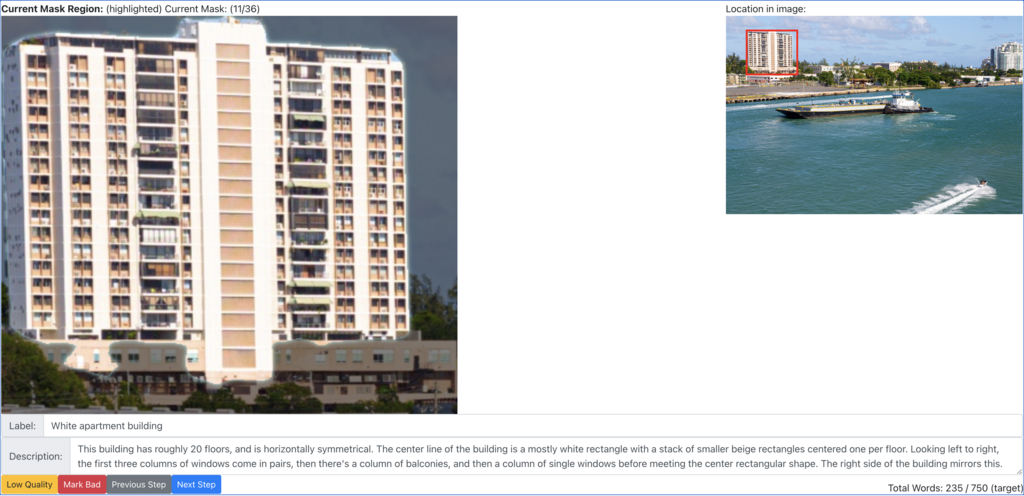 Current Mask Region: (highlighted) Current Mask: (11/36)
Location in image:
Label: White apartment building
Description: This building has roughly 20 floors, and is horizontally symmetrical. The center line of the building is a mostly white rectangle with a stack of smaller beige rectangles centered one per floor. Looking left to right,
the first three columns of windows come in pairs, then there's a column of balconies, and then a column of single windows before meeting the center rectangular shape. The right side of the building mirrors this.
Low Quality Mark Bad Previous Step Next Step
Total Words: 235 / 750 (target)